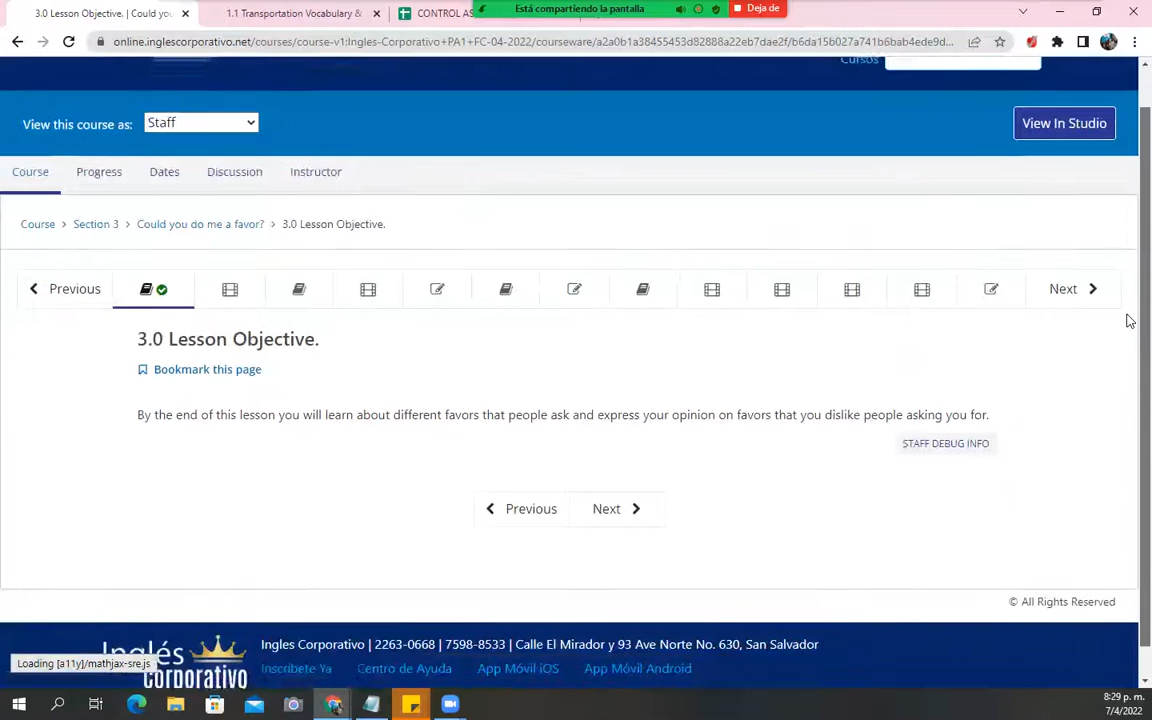 3.0 Lesson Objective. | Could you
1.1 Transportation Vocabulary &
CONTROL AS
Está compartiendo la pantalla
Deja de
online.inglescorporativo.net/courses/course-v1:Ingles-Corporativo+PA1+FC-04-2022/courseware/a2a0b1a38455453d82888a22eb7dae2f/b6da15b027a741b6bab4ede9d...
Cursos
View this course as:
Staff
View In Studio
Course
Progress
Dates
Discussion
Instructor
Course > Section 3 > Could you do me a favor? > 3.0 Lesson Objective.
Previous
Next
3.0 Lesson Objective.
Bookmark this page
By the end of this lesson you will learn about different favors that people ask and express your opinion on favors that you dislike people asking you for.
STAFF DEBUG INFO
Previous
Next
© All Rights Reserved
Inglés corporativo
Ingles Corporativo | 2263-0668 | 7598-8533 | Calle El Mirador y 93 Ave Norte No. 630, San Salvador
Inscribete Ya
Centro de Ayuda
App Móvil iOS
App Móvil Android
Loading [a11y]/mathjax-sre.js
8:29 p. m.
7/4/2022